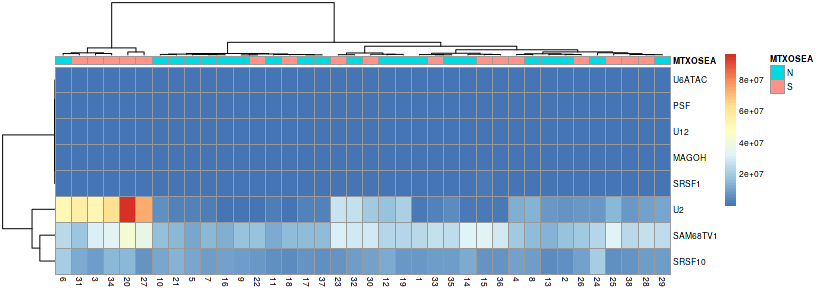 MTXOSEA
U6ATAC
PSF
U12
MAGOH
SRSF1
U2
SAM68TV1
SRSF10
6 31 3 34 20 27 10 21 5 7 16 9 22 11 18 17 37 23 32 30 12 19 1 33 35 14 15 36 4 8 13 2 26 24 25 38 28 29
8e+07
6e+07
4e+07
2e+07
MTXOSEA
N
S